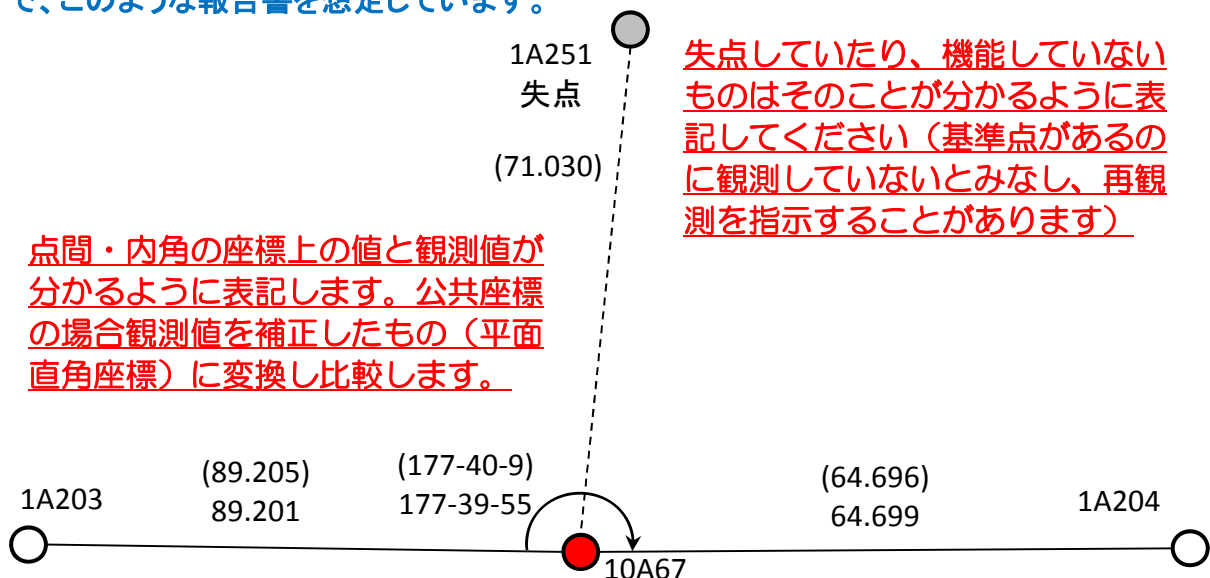 で、このような報告書を想定しています。
1A251
失点
(71.030)
失点していたり、機能していない
ものはそのことが分かるように表
記してください（基準点があるの
に観測していないとみなし、再観
測を指示することがあります）
点間・内角の座標上の値と観測値が
分かるように表記します。公共座標
の場合観測値を補正したもの（平面
直角座標）に変換し比較します。
1A203
(89.205)
89.201
(177-40-9)
177-39-55
(64.696)
64.699
1A204
10A67